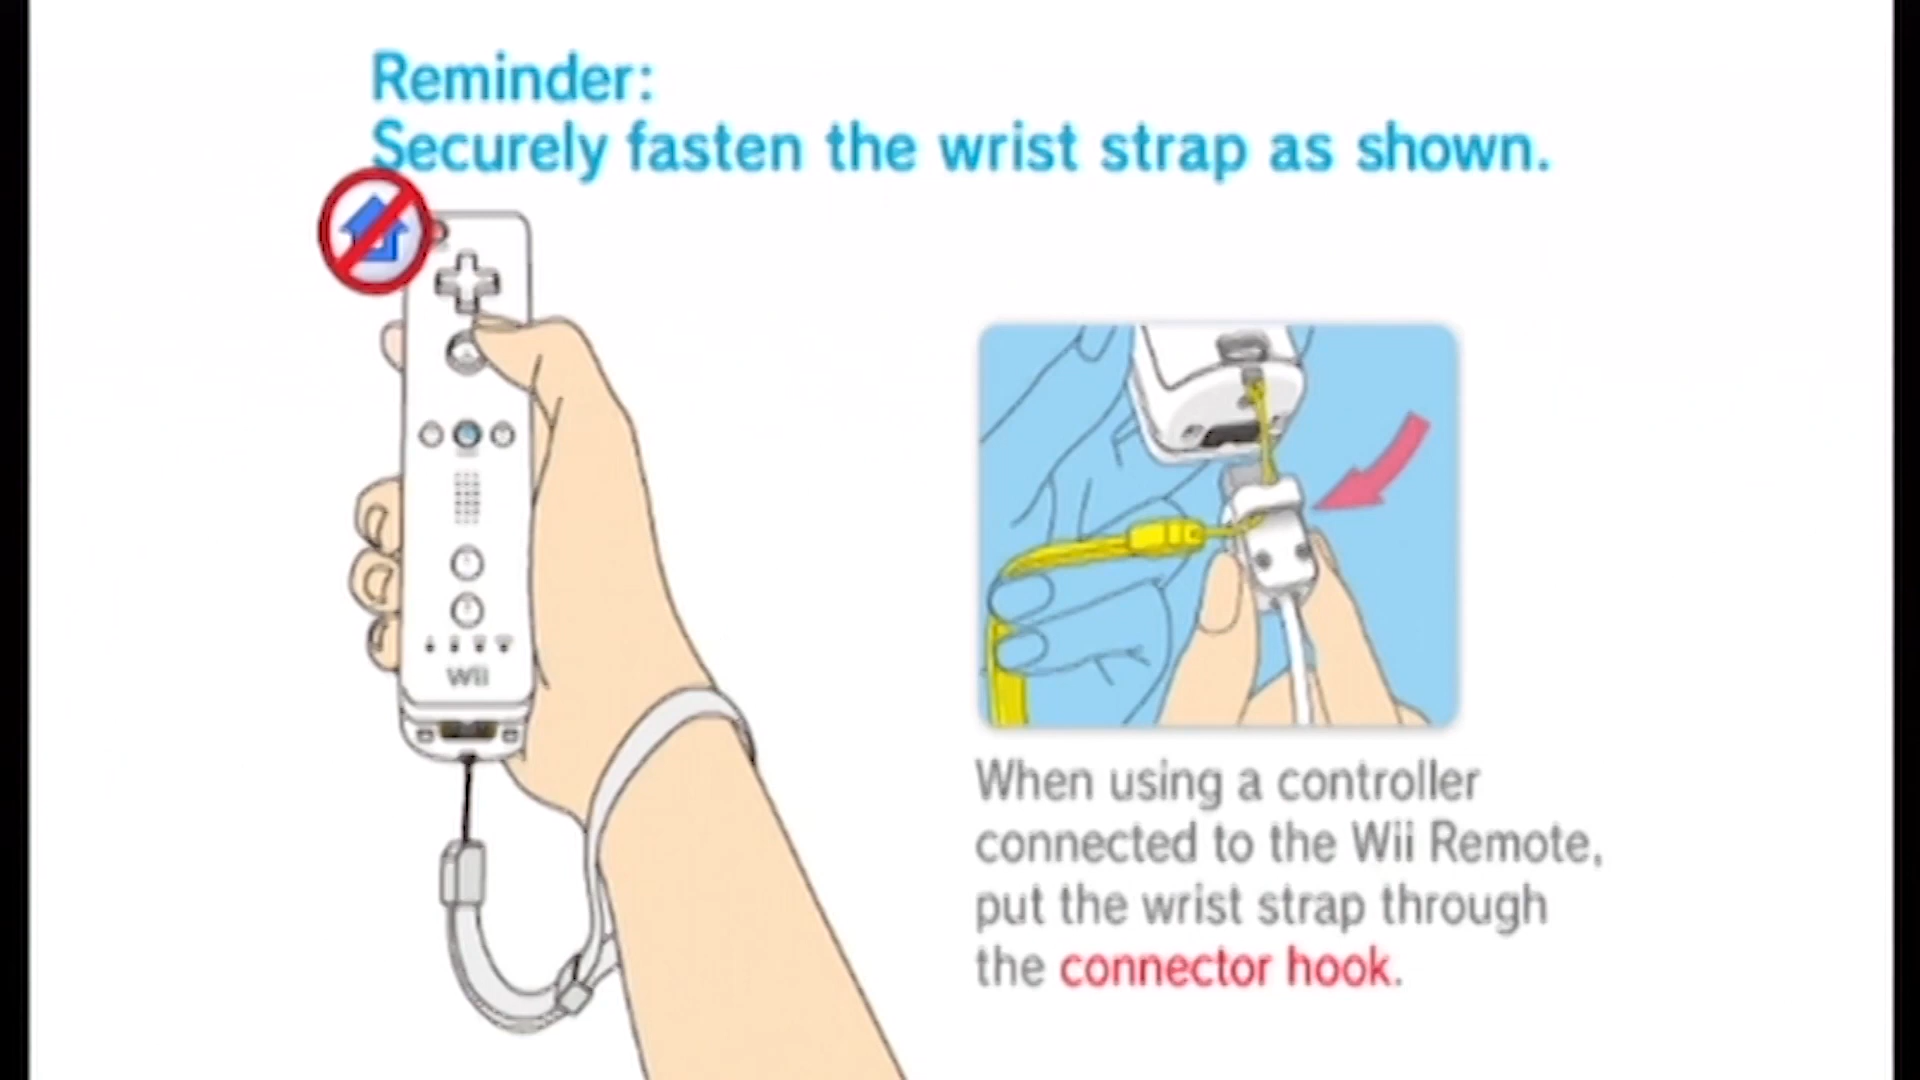 Reminder:
Securely fasten the wrist strap as shown.
Wii
When using a controller
connected to the Wii Remote,
put the wrist strap through
the connector hook.